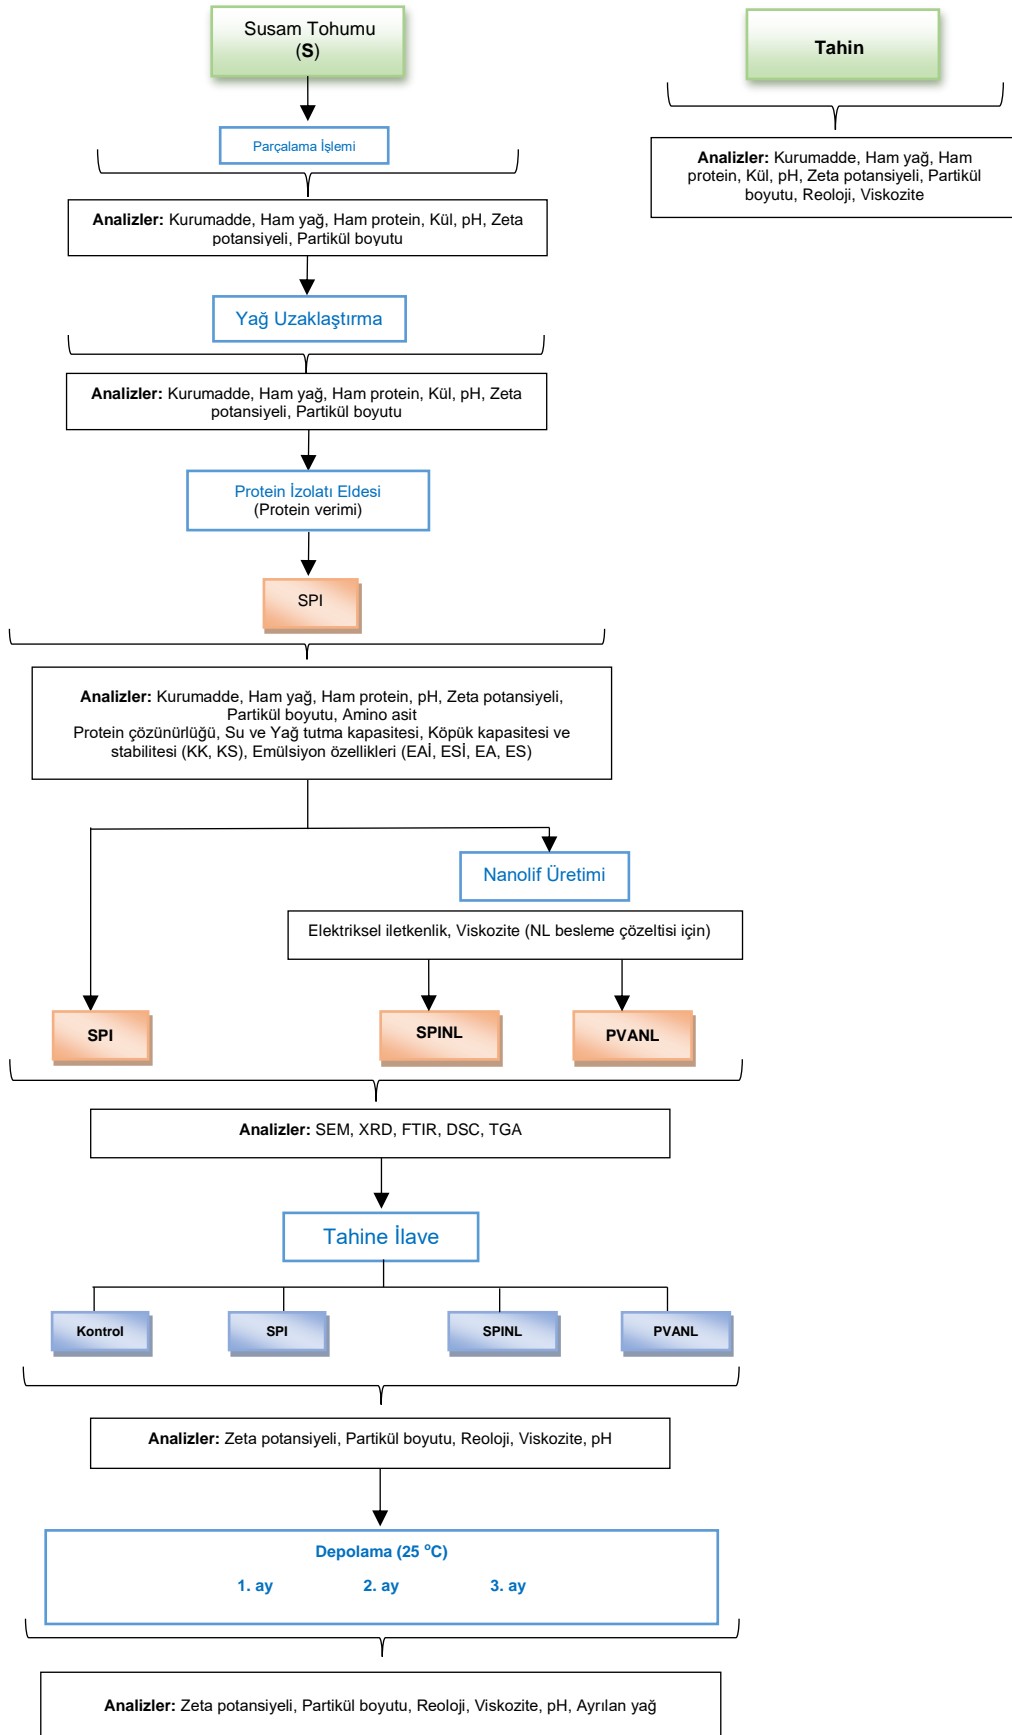 Susam Tohumu
(S)
Tahin
Parçalama İşlemi
Analizler: Kurumadde, Ham yağ, Ham
protein, Kül, pH, Zeta potansiyeli, Partikül
boyutu, Reoloji, Viskozite
Analizler: Kurumadde, Ham yağ, Ham protein, Kül, pH, Zeta
potansiyeli, Partikül boyutu
Yağ Uzaklaştırma
Analizler: Kurumadde, Ham yağ, Ham protein, Kül, pH, Zeta
potansiyeli, Partikül boyutu
Protein İzolatı Eldesi
(Protein verimi)
SPI
Analizler: Kurumadde, Ham yağ, Ham protein, pH, Zeta potansiyeli,
Partikül boyutu, Amino asit
Protein çözünürlüğü, Su ve Yağ tutma kapasitesi, Köpük kapasitesi ve
stabilitesi (KK, KS), Emülsiyon özellikleri (EAİ, ESİ, EA, ES)
Nanolif Üretimi
Elektriksel iletkenlik, Viskozite (NL besleme çözeltisi için)
SPI SPINL PVANL
Analizler: SEM, XRD, FTIR, DSC, TGA
Tahine İlave
Kontrol SPI SPINL PVANL
Analizler: Zeta potansiyeli, Partikül boyutu, Reoloji, Viskozite, pH
Depolama (25 °C)
1. ay 2. ay 3. ay
Analizler: Zeta potansiyeli, Partikül boyutu, Reoloji, Viskozite, pH, Ayrılan yağ